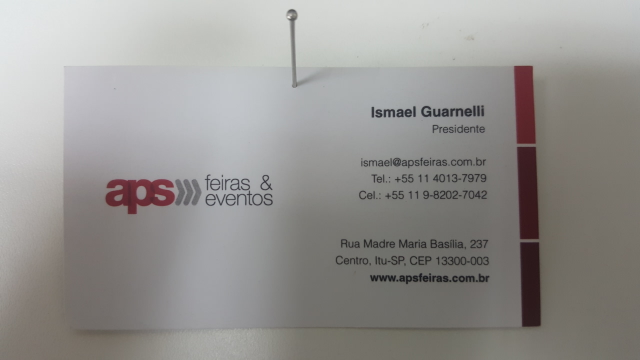 aps feiras &
eventos
Ismael Guarnelli
Presidente
ismael@apsfeiras.com.br
Tel.: +55 11 4013-7979
Cel.: +55 11 9-8202-7042
Rua Madre Maria Basília, 237
Centro, Itu-SP, CEP 13300-003
www.apsfeiras.com.br